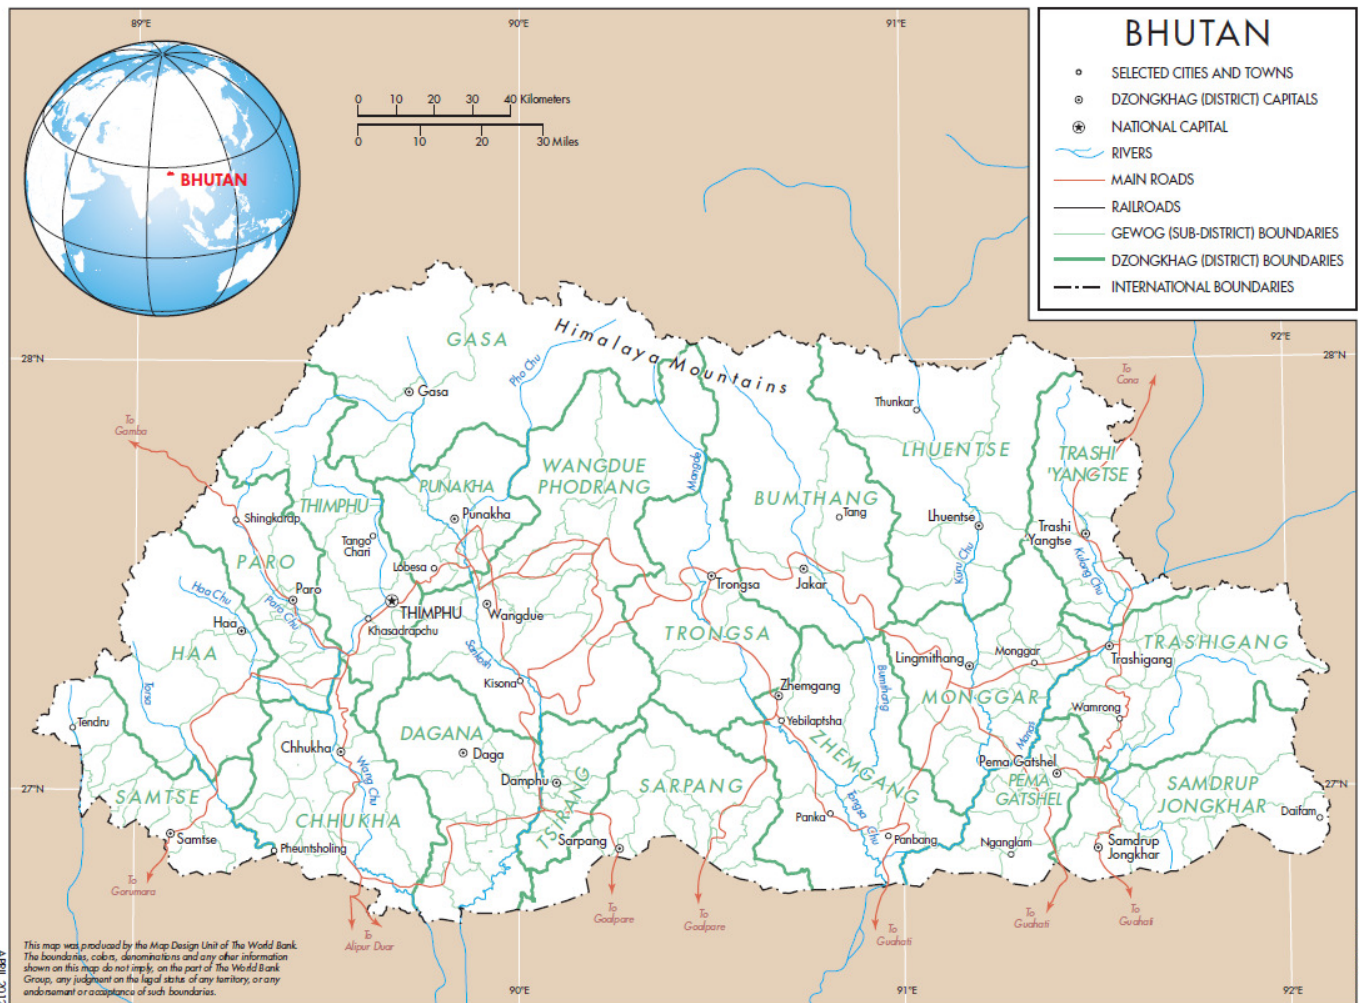 89°E
90°E
91°E
BHUTAN
SELECTED CITIES AND TOWNS
DZONGKHAG (DISTRICT) CAPITALS
NATIONAL CAPITAL
RIVERS
MAIN ROADS
RAILROADS
GEWOG (SUB-DISTRICT) BOUNDARIES
DZONGKHAG (DISTRICT) BOUNDARIES
INTERNATIONAL BOUNDARIES
0 10 20 30 40 Kilometers
0 10 20 30 Miles
BHUTAN
92°E
28°N
28°N
Himalaya Mountains
GASA
Pho Chu
Gasa
To
Cona
Thunkar
To
Gamba
LHUENTSE
TRASHI
'YANGTSE
WANGDUE
PHODRANG
Mangde
PUNAKHA
BUMTHANG
THIMPHU
Punakha
Tang
Lhuentse
Shingkarap
Trashi
Yangtse
Tango
Chari
PARO
Lobesa
Kuru Chu
Kulong Chu
Haa Chu
Paro
Paro Chu
Trongsa
Jakar
THIMPHU
Wangdue
Haa
Khasadrapchu
TRONGSA
TRASHIGANG
HAA
Sankosh
Lingmithang
Monggar
Trashigang
Torsa
Kisona
Zhemgang
Bumthang
MONGGAR
Wamrong
Tendru
Yebilaptsha
DAGANA
Manas
Chhukha
Daga
ZHEMGANG
Pema Gatshel
Wang Chu
Damphu
PEMA
GATSHEL
27°N
27°N
SAMTSE
TSIRANG
SARPANG
SAMDRUP
JONGKHAR
CHHUKHA
Panka
Tongsa Chu
Daifam
Samtse
Sarpang
Panbang
Nganglam
Samdrup
Jongkhar
Pheuntsholing
To
Gorumara
To
Alipur Duar
To
Goalpare
To
Goalpare
To
Guahati
To
Guahati
To
Guahati
This map was produced by the Map Design Unit of The World Bank.
The boundaries, colors, denominations and any other information
shown on this map do not imply, on the part of The World Bank
Group, any judgment on the legal status of any territory, or any
endorsement or acceptance of such boundaries.
90°E
91°E
92°E